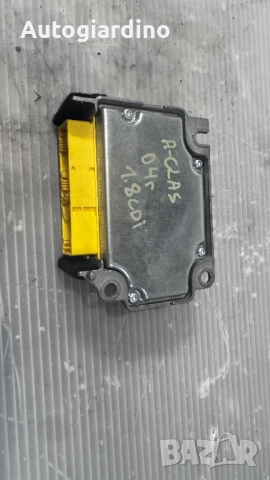 Autogiardino
A-CLAS
04г
1.8CDi
BAZAR